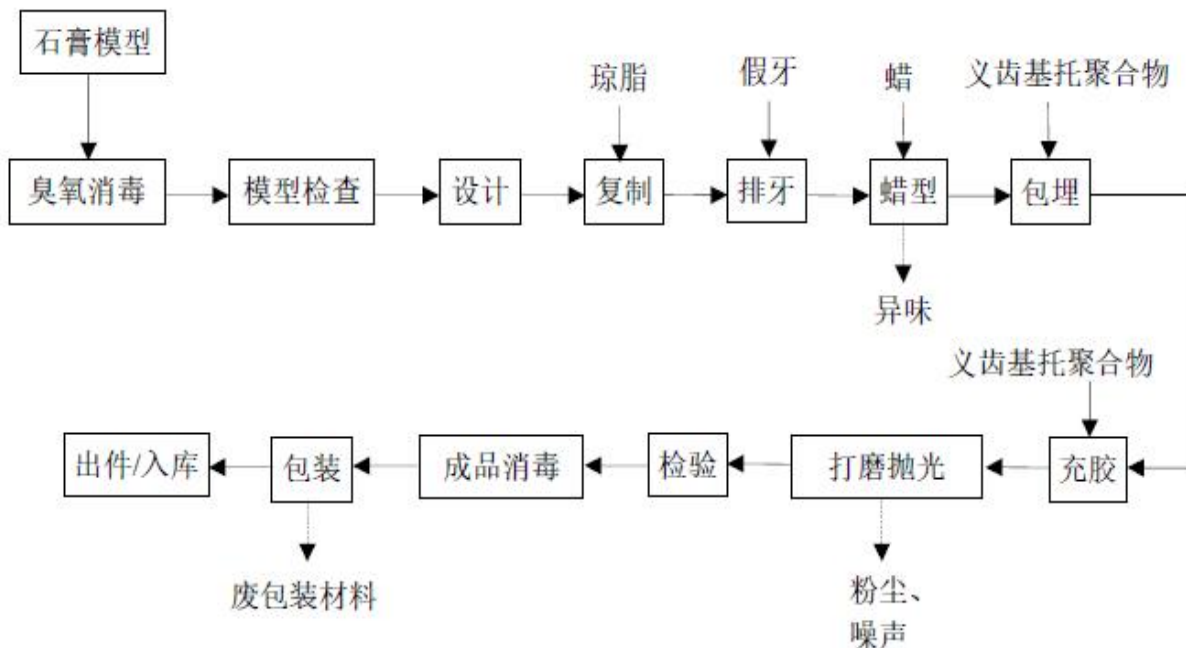 石膏模型
琼脂
假牙
蜡
义齿基托聚合物
臭氧消毒
模型检查
设计
复制
排牙
蜡型
包埋
异味
义齿基托聚合物
出件/入库
包装
成品消毒
检验
打磨抛光
充胶
废包装材料
粉尘、
噪声